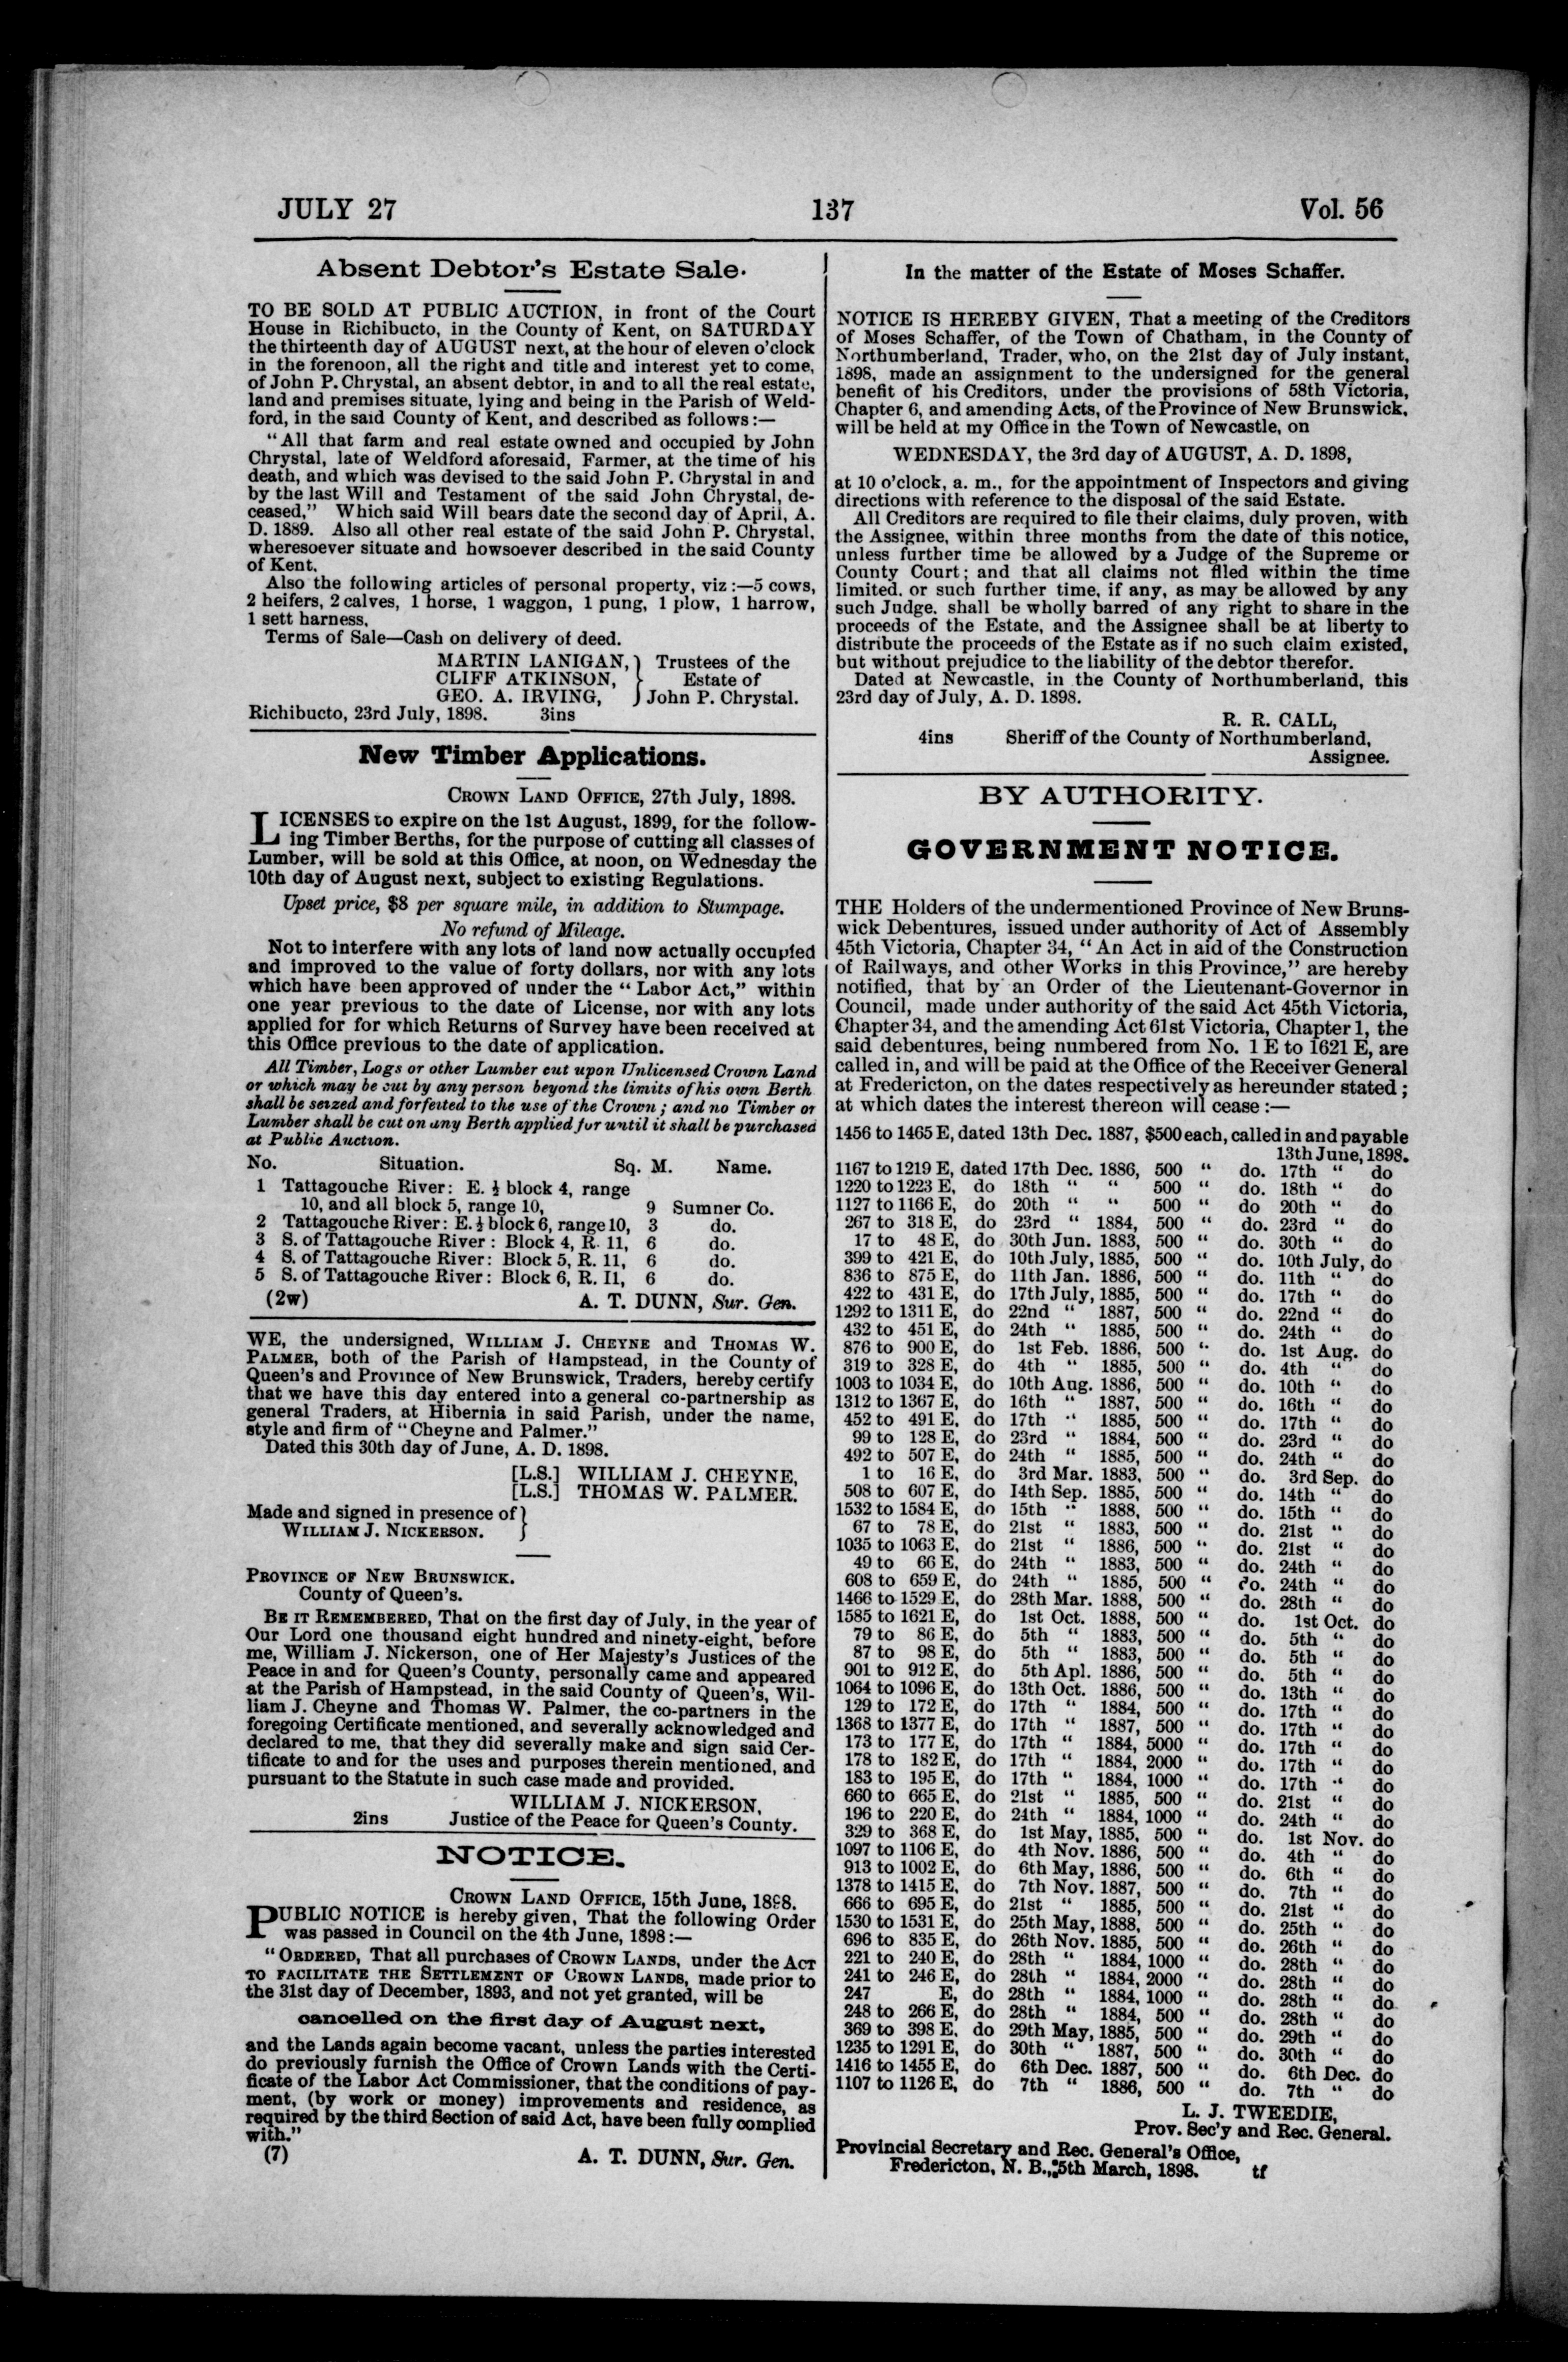 JULY 27 137 Vol. 56
Absent Debtor's Estate Sale.
TO BE SOLD AT PUBLIC AUCTION, in front of the Court
House in Richibucto, in the County of Kent, on SATURDAY
the thirteenth day of AUGUST next, at the hour of eleven o'clock
in the forenoon, all the right and title and interest yet to come,
of John P. Chrystal, an absent debtor, in and to all the real estate,
land and premises situate, lying and being in the Parish of Weld-
ford, in the said County of Kent, and described as follows:—
"All that farm and real estate owned and occupied by John
Chrystal, late of Weldford aforesaid, Farmer, at the time of his
death, and which was devised to the said John P. Chrystal in and
by the last Will and Testament of the said John Chrystal, de-
ceased," Which said Will bears date the second day of April, A.
D. 1889. Also all other real estate of the said John P. Chrystal,
wheresoever situate and howsoever described in the said County
of Kent.
Also the following articles of personal property, viz:—5 cows,
2 heifers, 2 calves, 1 horse, 1 waggon, 1 pung, 1 plow, 1 harrow,
1 sett harness.
Terms of Sale—Cash on delivery of deed.
MARTIN LANIGAN, } Trustees of the
CLIFF ATKINSON, } Estate of
GEO. A. IRVING, } John P. Chrystal.
Richibucto, 23rd July, 1898. 3ins
New Timber Applications.
CROWN LAND OFFICE, 27th July, 1898.
LICENSES to expire on the 1st August, 1899, for the follow-
ing Timber Berths, for the purpose of cutting all classes of
Lumber, will be sold at this Office, at noon, on Wednesday the
10th day of August next, subject to existing Regulations.
Upset price, $8 per square mile, in addition to Stumpage.
No refund of Mileage.
Not to interfere with any lots of land now actually occupied
and improved to the value of forty dollars, nor with any lots
which have been approved of under the "Labor Act," within
one year previous to the date of License, nor with any lots
applied for for which Returns of Survey have been received at
this Office previous to the date of application.
All Timber, Logs or other Lumber cut upon Unlicensed Crown Land
or which may be cut by any person beyond the limits of his own Berth
shall be seized and forfeited to the use of the Crown; and no Timber or
Lumber shall be cut on any Berth applied for until it shall be purchased
at Public Auction.
No. Situation. Sq. M. Name.
1 Tattagouche River: E. ½ block 4, range
10, and all block 5, range 10, 9 Sumner Co.
2 Tattagouche River: E. ½ block 6, range 10, 3 do.
3 S. of Tattagouche River: Block 4, R. 11, 6 do.
4 S. of Tattagouche River: Block 5, R. 11, 6 do.
5 S. of Tattagouche River: Block 6, R. 11, 6 do.
(2w) A. T. DUNN, Sur. Gen.
WE, the undersigned, WILLIAM J. CHEYNE and THOMAS W.
PALMER, both of the Parish of Hampstead, in the County of
Queen's and Province of New Brunswick, Traders, hereby certify
that we have this day entered into a general co-partnership as
general Traders, at Hibernia in said Parish, under the name,
style and firm of "Cheyne and Palmer."
Dated this 30th day of June, A. D. 1898.
[L.S.] WILLIAM J. CHEYNE,
[L.S.] THOMAS W. PALMER.
Made and signed in presence of }
WILLIAM J. NICKERSON. }
PROVINCE OF NEW BRUNSWICK.
County of Queen's.
BE IT REMEMBERED, That on the first day of July, in the year of
Our Lord one thousand eight hundred and ninety-eight, before
me, William J. Nickerson, one of Her Majesty's Justices of the
Peace in and for Queen's County, personally came and appeared
at the Parish of Hampstead, in the said County of Queen's, Wil-
liam J. Cheyne and Thomas W. Palmer, the co-partners in the
foregoing Certificate mentioned, and severally acknowledged and
declared to me, that they did severally make and sign said Cer-
tificate to and for the uses and purposes therein mentioned, and
pursuant to the Statute in such case made and provided.
WILLIAM J. NICKERSON,
2ins Justice of the Peace for Queen's County.
NOTICE.
CROWN LAND OFFICE, 15th June, 1898.
PUBLIC NOTICE is hereby given, That the following Order
was passed in Council on the 4th June, 1898:—
"ORDERED, That all purchases of CROWN LANDS, under the ACT
TO FACILITATE THE SETTLEMENT OF CROWN LANDS, made prior to
the 31st day of December, 1893, and not yet granted, will be
cancelled on the first day of August next,
and the Lands again become vacant, unless the parties interested
do previously furnish the Office of Crown Lands with the Certi-
ficate of the Labor Act Commissioner, that the conditions of pay-
ment, (by work or money) improvements and residence, as
required by the third Section of said Act, have been fully complied
with."
(7) A. T. DUNN, Sur. Gen.
In the matter of the Estate of Moses Schaffer.
NOTICE IS HEREBY GIVEN, That a meeting of the Creditors
of Moses Schaffer, of the Town of Chatham, in the County of
Northumberland, Trader, who, on the 21st day of July instant,
1898, made an assignment to the undersigned for the general
benefit of his Creditors, under the provisions of 58th Victoria,
Chapter 6, and amending Acts, of the Province of New Brunswick,
will be held at my Office in the Town of Newcastle, on
WEDNESDAY, the 3rd day of AUGUST, A. D. 1898,
at 10 o'clock, a. m., for the appointment of Inspectors and giving
directions with reference to the disposal of the said Estate.
All Creditors are required to file their claims, duly proven, with
the Assignee, within three months from the date of this notice,
unless further time be allowed by a Judge of the Supreme or
County Court; and that all claims not filed within the time
limited. or such further time, if any, as may be allowed by any
such Judge. shall be wholly barred of any right to share in the
proceeds of the Estate, and the Assignee shall be at liberty to
distribute the proceeds of the Estate as if no such claim existed,
but without prejudice to the liability of the debtor therefor.
Dated at Newcastle, in the County of Northumberland, this
23rd day of July, A. D. 1898.
R. R. CALL,
4ins Sheriff of the County of Northumberland,
Assignee.
BY AUTHORITY.
GOVERNMENT NOTICE.
THE Holders of the undermentioned Province of New Bruns-
wick Debentures, issued under authority of Act of Assembly
45th Victoria, Chapter 34, "An Act in aid of the Construction
of Railways, and other Works in this Province," are hereby
notified, that by an Order of the Lieutenant-Governor in
Council, made under authority of the said Act 45th Victoria,
Chapter 34, and the amending Act 61st Victoria, Chapter 1, the
said debentures, being numbered from No. 1 E to 1621 E, are
called in, and will be paid at the Office of the Receiver General
at Fredericton, on the dates respectively as hereunder stated;
at which dates the interest thereon will cease:—
1456 to 1465 E, dated 13th Dec. 1887, $500 each, called in and payable
13th June, 1898.
1167 to 1219 E, dated 17th Dec. 1886, 500 " do. 17th " do
1220 to 1223 E, do 18th " " 500 " do. 18th " do
1127 to 1166 E, do 20th " " 500 " do 20th " do
267 to 318 E, do 23rd " 1884, 500 " do. 23rd " do
17 to 48 E, do 30th Jun. 1883, 500 " do. 30th " do
399 to 421 E, do 10th July, 1885, 500 " do. 10th July, do
836 to 875 E, do 11th Jan. 1886, 500 " do. 11th " do
422 to 431 E, do 17th July, 1885, 500 " do. 17th " do
1292 to 1311 E, do 22nd " 1887, 500 " do. 22nd " do
432 to 451 E, do 24th " 1885, 500 " do. 24th " do
876 to 900 E, do 1st Feb. 1886, 500 " do. 1st Aug. do
319 to 328 E, do 4th " 1885, 500 " do. 4th " do
1003 to 1034 E, do 10th Aug. 1886, 500 " do. 10th " do
1312 to 1367 E, do 16th " 1887, 500 " do. 16th " do
452 to 491 E, do 17th " 1885, 500 " do. 17th " do
99 to 128 E, do 23rd " 1884, 500 " do. 23rd " do
492 to 507 E, do 24th " 1885, 500 " do. 24th " do
1 to 16 E, do 3rd Mar. 1883, 500 " do. 3rd Sep. do
508 to 607 E, do 14th Sep. 1885, 500 " do. 14th " do
1532 to 1584 E, do 15th " 1888, 500 " do. 15th " do
67 to 78 E, do 21st " 1883, 500 " do. 21st " do
1035 to 1063 E, do 21st " 1886, 500 " do. 21st " do
49 to 66 E, do 24th " 1883, 500 " do. 24th " do
608 to 659 E, do 24th " 1885, 500 " do. 24th " do
1466 to 1529 E, do 28th Mar. 1888, 500 " do. 28th " do
1585 to 1621 E, do 1st Oct. 1888, 500 " do. 1st Oct. do
79 to 86 E, do 5th " 1883, 500 " do. 5th " do
87 to 98 E, do 5th " 1883, 500 " do. 5th " do
901 to 912 E, do 5th Apl. 1886, 500 " do. 5th " do
1064 to 1096 E, do 13th Oct. 1886, 500 " do. 13th " do
129 to 172 E, do 17th " 1884, 500 " do. 17th " do
1368 to 1377 E, do 17th " 1887, 500 " do. 17th " do
173 to 177 E, do 17th " 1884, 5000 " do. 17th " do
178 to 182 E, do 17th " 1884, 2000 " do. 17th " do
183 to 195 E, do 17th " 1884, 1000 " do. 17th " do
660 to 665 E, do 21st " 1885, 500 " do. 21st " do
196 to 220 E, do 24th " 1884, 1000 " do. 24th " do
329 to 368 E, do 1st May, 1885, 500 " do. 1st Nov. do
1097 to 1106 E, do 4th Nov. 1886, 500 " do. 4th " do
913 to 1002 E, do 6th May, 1886, 500 " do. 6th " do
1378 to 1415 E, do 7th Nov. 1887, 500 " do. 7th " do
666 to 695 E, do 21st " 1885, 500 " do. 21st " do
1530 to 1531 E, do 25th May, 1888, 500 " do. 25th " do
696 to 835 E, do 26th Nov. 1885, 500 " do. 26th " do
221 to 240 E, do 28th " 1884, 1000 " do. 28th " do
241 to 246 E, do 28th " 1884, 2000 " do. 28th " do
247 E, do 28th " 1884, 1000 " do. 28th " do
248 to 266 E, do 28th " 1884, 500 " do. 28th " do
369 to 398 E, do 29th May, 1885, 500 " do. 29th " do
1235 to 1291 E, do 30th " 1887, 500 " do. 30th " do
1416 to 1455 E, do 6th Dec. 1887, 500 " do. 6th Dec. do
1107 to 1126 E, do 7th " 1886, 500 " do. 7th " do
L. J. TWEEDIE,
Prov. Sec'y and Rec. General.
Provincial Secretary and Rec. General's Office,
Fredericton, N. B., 5th March, 1898. tf